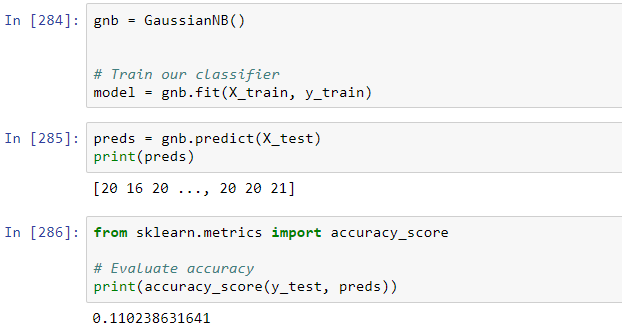 In [284]: gnb = GaussianNB()
# Train our classifier
model = gnb.fit(X_train, y_train)
In [285]: preds = gnb.predict(X_test)
print(preds)
[20 16 20 ..., 20 20 21]
In [286]: from sklearn.metrics import accuracy_score
# Evaluate accuracy
print(accuracy_score(y_test, preds))
0.110238631641